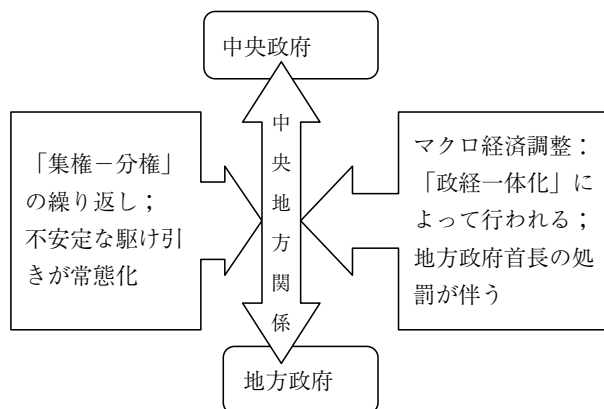 中央政府
「集権－分権」
の繰り返し；
不安定な駆け引
きが常態化
中央地方関係
マクロ経済調整：
「政経一体化」に
よって行われる；
地方政府首長の処
罰が伴う
地方政府